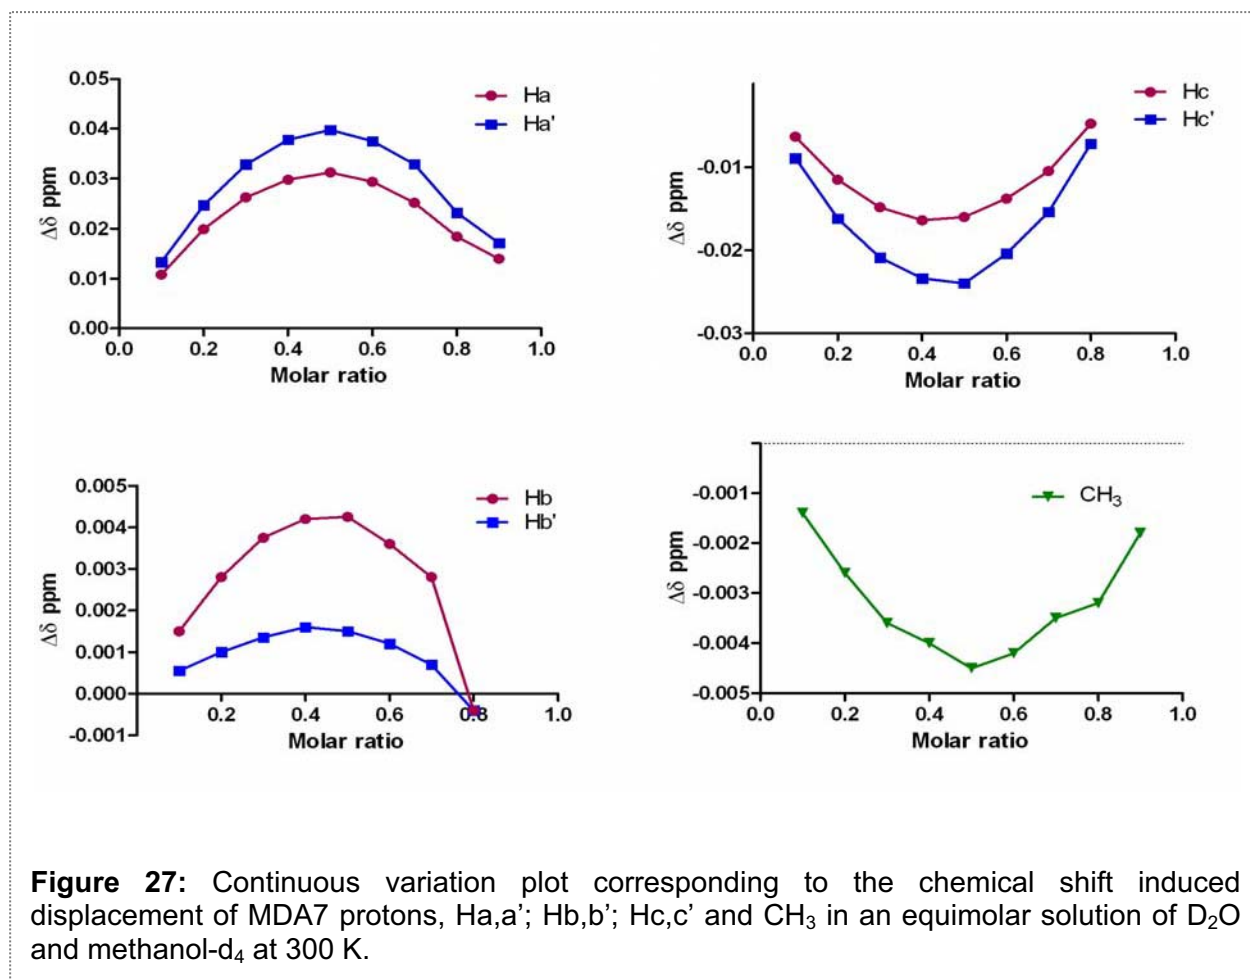 0.05
0.04
0.03
0.02
0.01
0.00
Δδ ppm
0.0 0.2 0.4 0.6 0.8 1.0
Molar ratio
Ha
Ha'
-0.01
-0.02
-0.03
Δδ ppm
0.0 0.2 0.4 0.6 0.8 1.0
Molar ratio
Hc
Hc'
0.005
0.004
0.003
0.002
0.001
0.000
-0.001
Δδ ppm
0.2 0.4 0.6 0.8 1.0
Molar ratio
Hb
Hb'
-0.001
-0.002
-0.003
-0.004
-0.005
Δδ ppm
0.0 0.2 0.4 0.6 0.8 1.0
Molar ratio
CH₃
Figure 27: Continuous variation plot corresponding to the chemical shift induced
displacement of MDA7 protons, Ha,a’; Hb,b’; Hc,c’ and CH₃ in an equimolar solution of D₂O
and methanol-d₄ at 300 K.